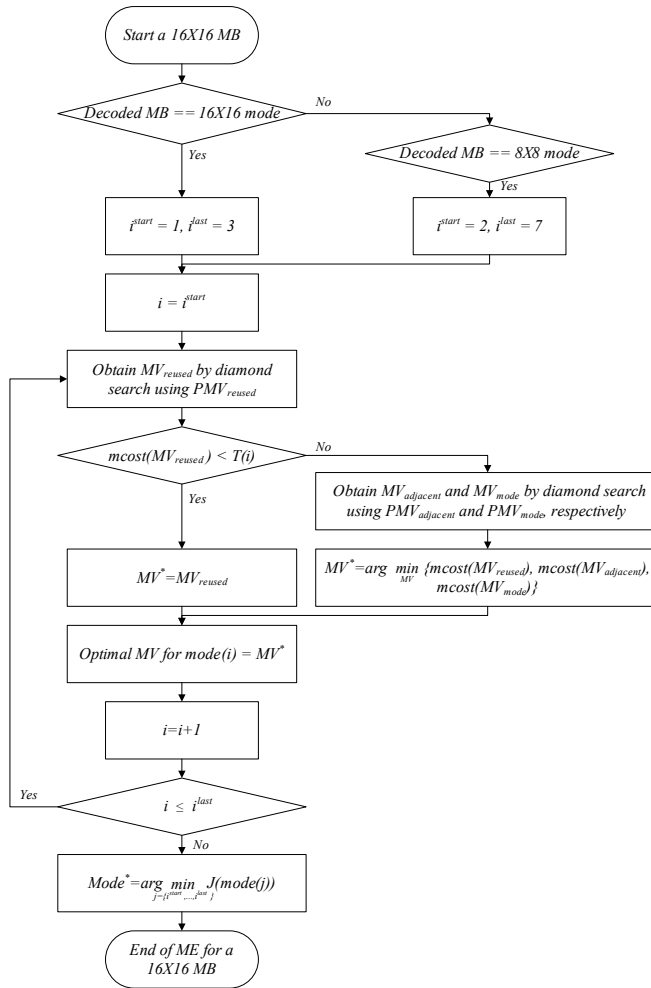 Start a 16X16 MB
Decoded MB == 16X16 mode
No
Yes
Decoded MB == 8X8 mode
Yes
i^start = 1, i^last = 3
i^start = 2, i^last = 7
i = i^start
Obtain MV_reused by diamond
search using PMV_reused
mcost(MV_reused) < T(i)
No
Yes
Obtain MV_adjacent and MV_mode by diamond search
using PMV_adjacent and PMV_mode, respectively
MV^*=MV_reused
MV^*=arg min_MV {mcost(MV_reused), mcost(MV_adjacent),
mcost(MV_mode)}
Optimal MV for mode(i) = MV^*
i=i+1
Yes
i ≤ i^last
No
Mode^*=arg min J(mode(j))
j={i^start,...,i^last}
End of ME for a
16X16 MB